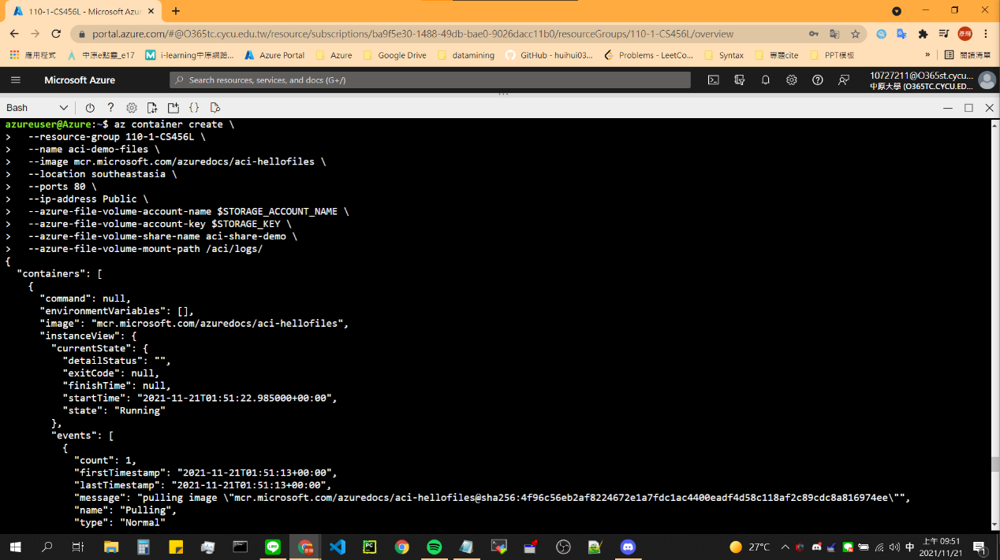 110-1-CS456L - Microsoft Azur
portal.azure.com/#@O365tc.cycu.edu.tw/resource/subscriptions/ba9f5e30-1488-49db-bae0-9026dacc11b0/resourceGroups/110-1-CS456L/overview
彥輝
應用程式 中原e點靈_e17 i-learning中原網路... Azure Portal Azure Google Drive datamining GitHub - huihui03... Problems - LeetCo... Syntax 專題cite PPT模板 » 閱讀清單
Microsoft Azure Search resources, services, and docs (G+/) 10727211@O365st.cycu...
中原大學 (O365TC.CYCU.ED...
Bash
azureuser@Azure:~$ az container create \
> --resource-group 110-1-CS456L \
> --name aci-demo-files \
> --image mcr.microsoft.com/azuredocs/aci-hellofiles \
> --location southeastasia \
> --ports 80 \
> --ip-address Public \
> --azure-file-volume-account-name $STORAGE_ACCOUNT_NAME \
> --azure-file-volume-account-key $STORAGE_KEY \
> --azure-file-volume-share-name aci-share-demo \
> --azure-file-volume-mount-path /aci/logs/
{
"containers": [
{
"command": null,
"environmentVariables": [],
"image": "mcr.microsoft.com/azuredocs/aci-hellofiles",
"instanceView": {
"currentState": {
"detailStatus": "",
"exitCode": null,
"finishTime": null,
"startTime": "2021-11-21T01:51:22.985000+00:00",
"state": "Running"
},
"events": [
{
"count": 1,
"firstTimestamp": "2021-11-21T01:51:13+00:00",
"lastTimestamp": "2021-11-21T01:51:13+00:00",
"message": "pulling image \"mcr.microsoft.com/azuredocs/aci-hellofiles@sha256:4f96c56eb2af8224672e1a7fdc1ac4400eadf4d58c118af2c89cdc8a816974ee\"",
"name": "Pulling",
"type": "Normal"
27°C 中 上午 09:51
2021/11/21
1